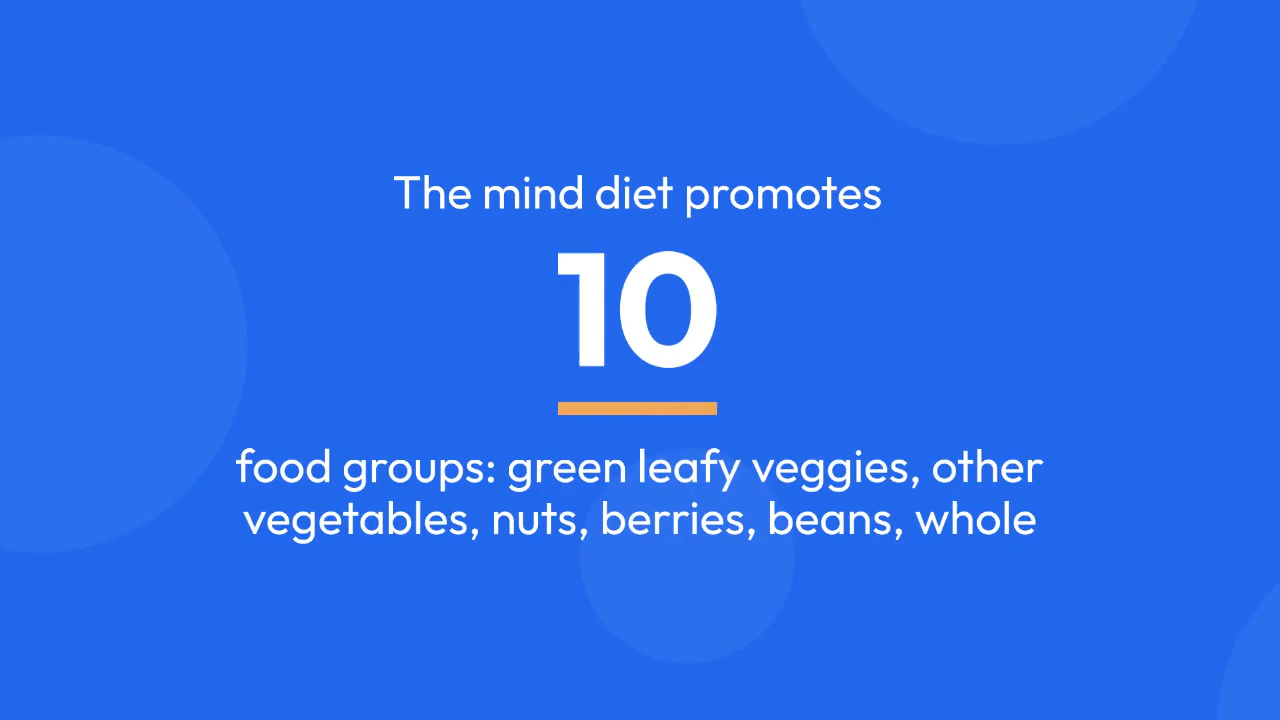 The mind diet promotes
10
food groups: green leafy veggies, other
vegetables, nuts, berries, beans, whole